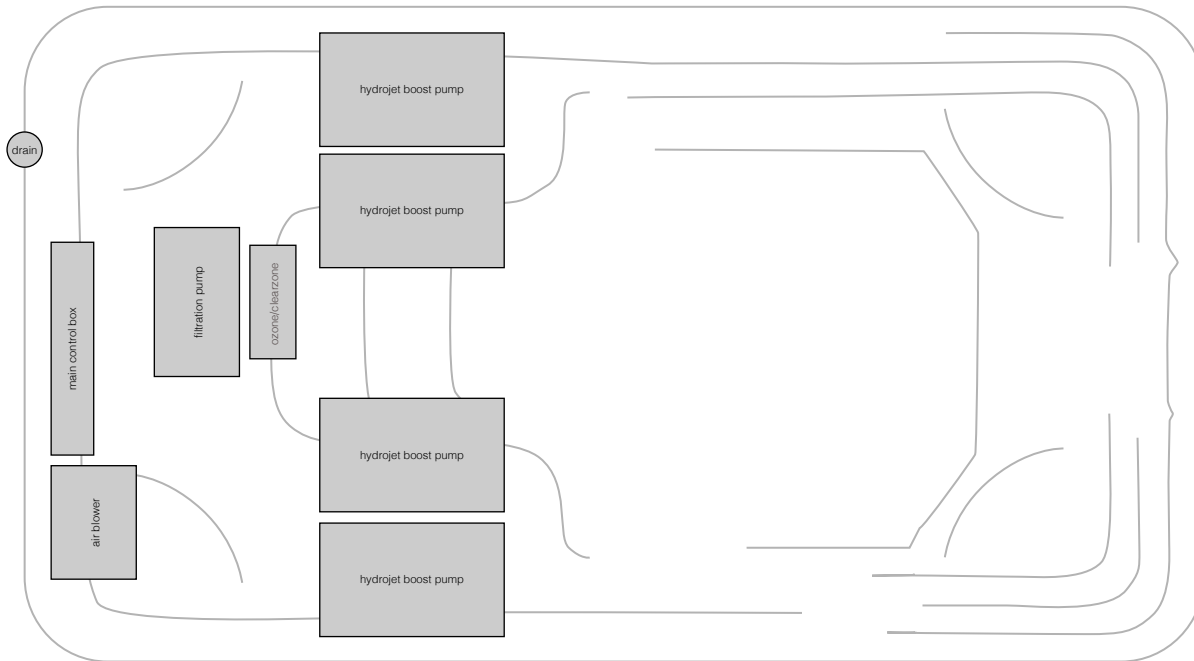 hydrojet boost pump
drain
hydrojet boost pump
filtration pump
ozone/clearzone
main control box
hydrojet boost pump
air blower
hydrojet boost pump